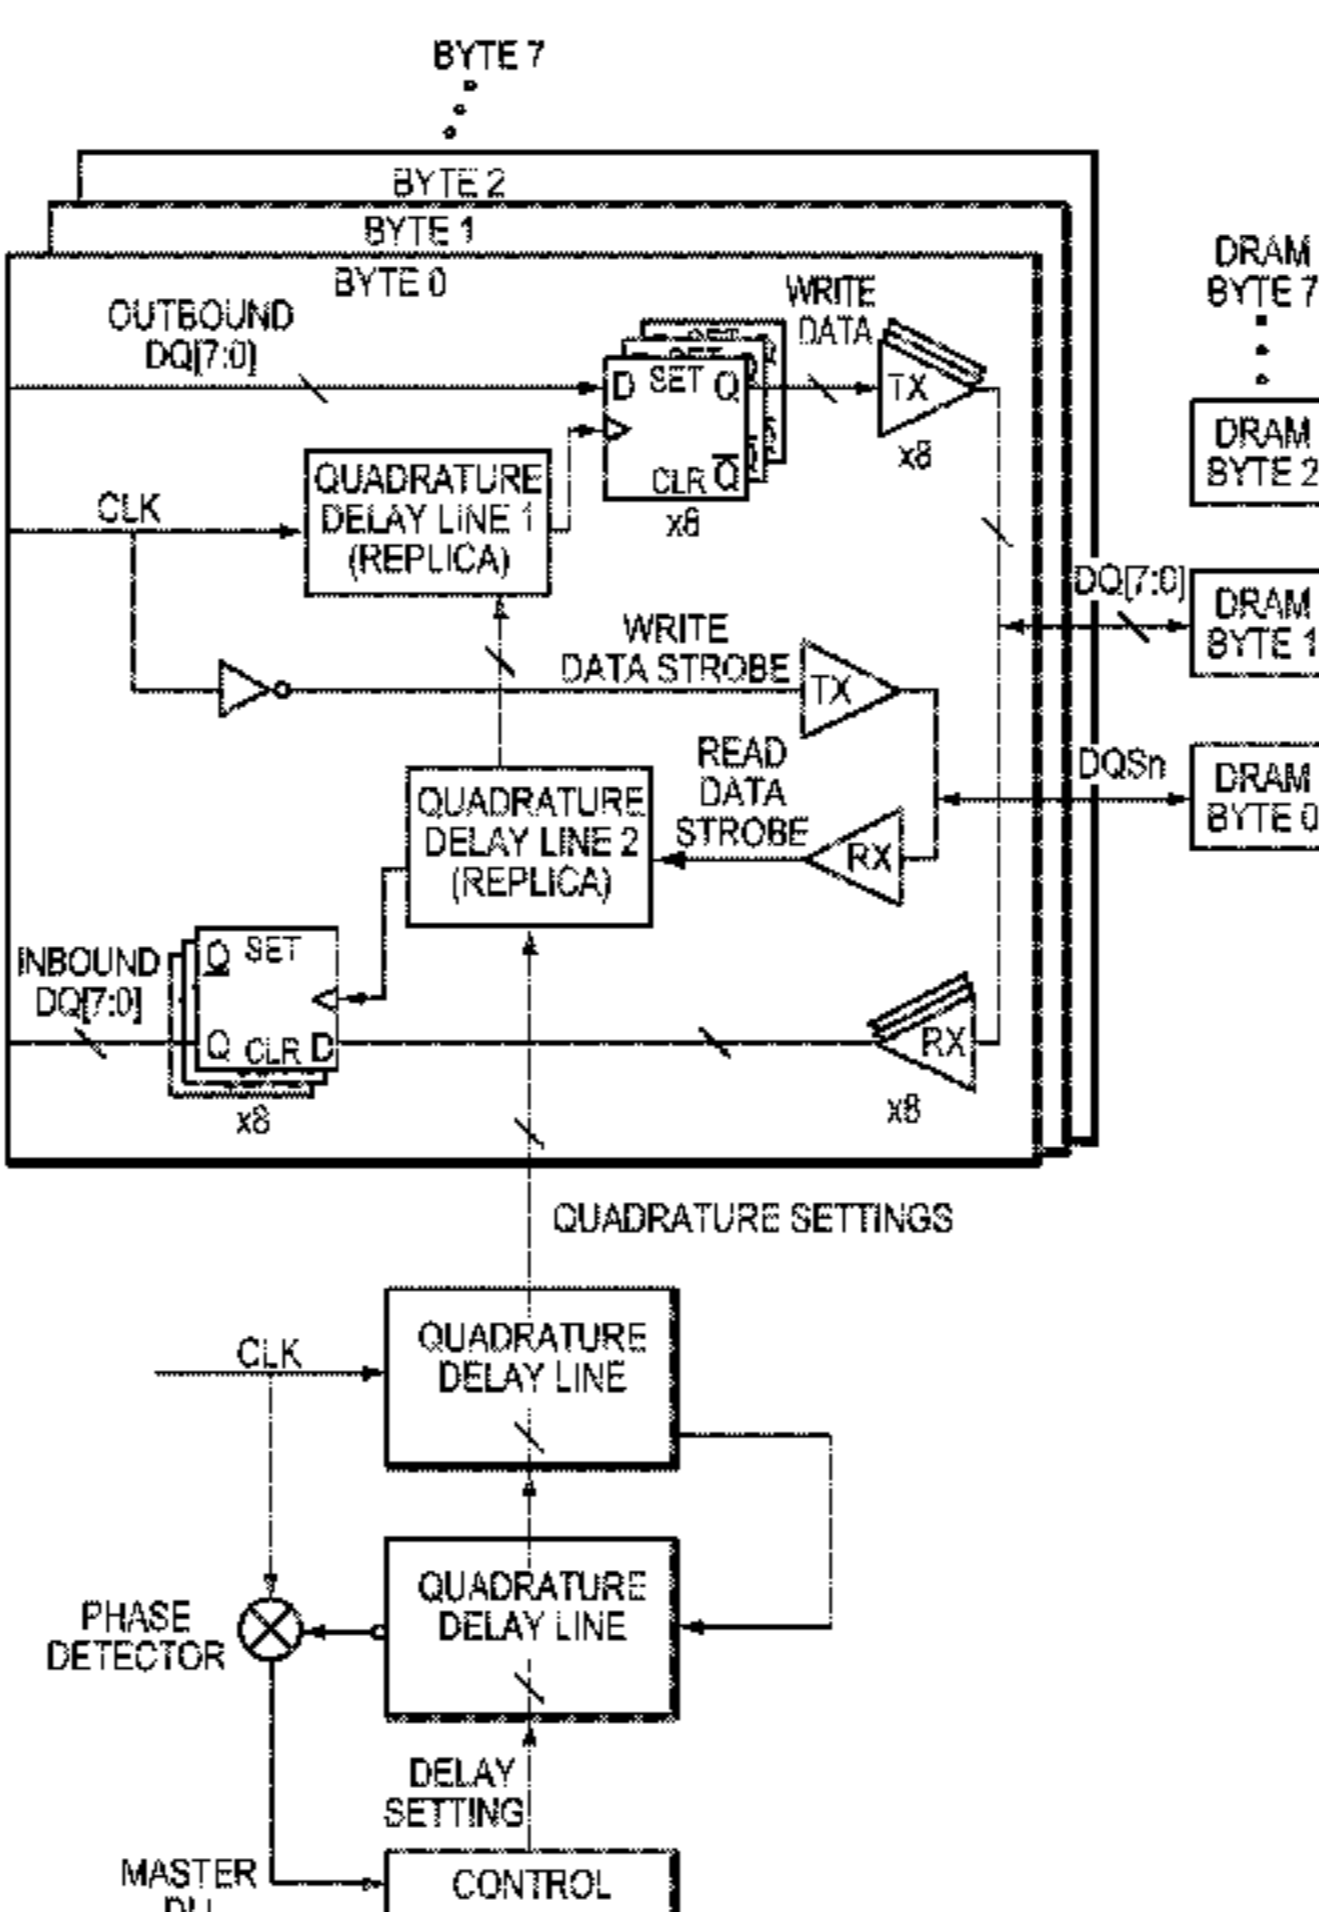 BYTE 7
BYTE 2
BYTE 1
BYTE 0
OUTBOUND
DQ[7:0]
D SET Q
CLR Q
x8
WRITE
DATA
TX
x8
CLK
QUADRATURE
DELAY LINE 1
(REPLICA)
WRITE
DATA STROBE
TX
READ
DATA
STROBE
RX
QUADRATURE
DELAY LINE 2
(REPLICA)
INBOUND
DQ[7:0]
Q SET
Q CLR D
x8
RX
x8
DQ[7:0]
DQSn
DRAM
BYTE 7
DRAM
BYTE 2
DRAM
BYTE 1
DRAM
BYTE 0
QUADRATURE SETTINGS
CLK
QUADRATURE
DELAY LINE
QUADRATURE
DELAY LINE
PHASE
DETECTOR
DELAY
SETTING
MASTER
CONTROL